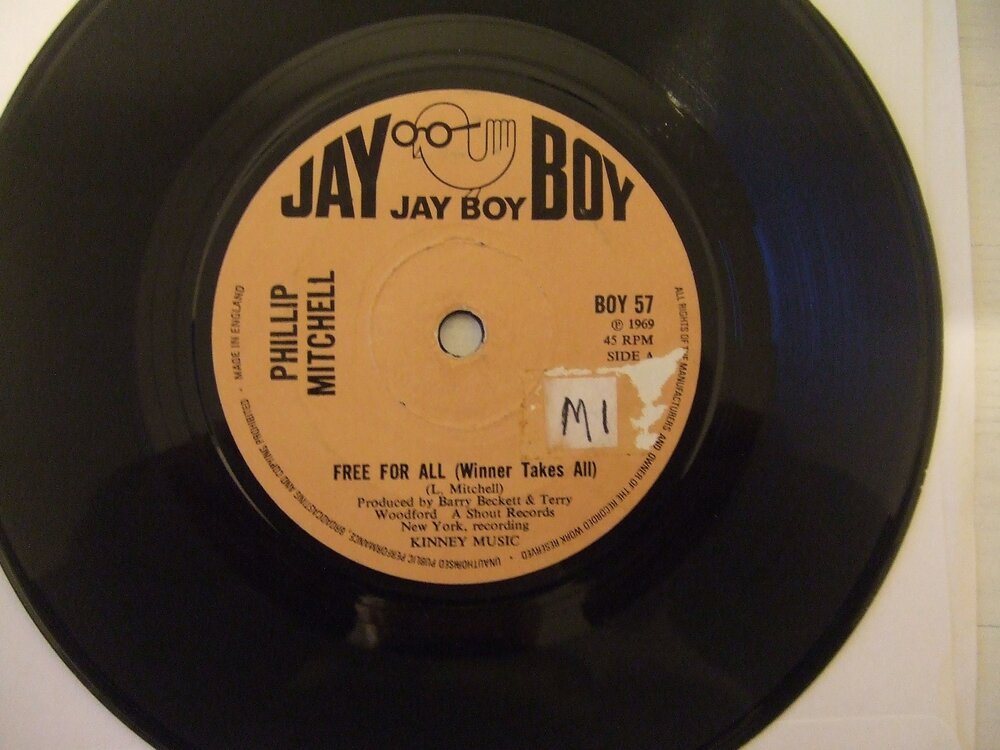 JAY BOY
JAY BOY
PHILLIP
MITCHELL
BOY 57
℗ 1969
45 RPM
SIDE A
M1
FREE FOR ALL (Winner Takes All)
(L. Mitchell)
Produced by Barry Beckett & Terry
Woodford A Shout Records
New York, recording
KINNEY MUSIC
ALL RIGHTS OF THE MANUFACTURERS AND OWNER OF THE RECORDED WORK RESERVED · UNAUTHORISED PUBLIC PERFORMANCE, BROADCASTING AND COPYING PROHIBITED · MADE IN ENGLAND